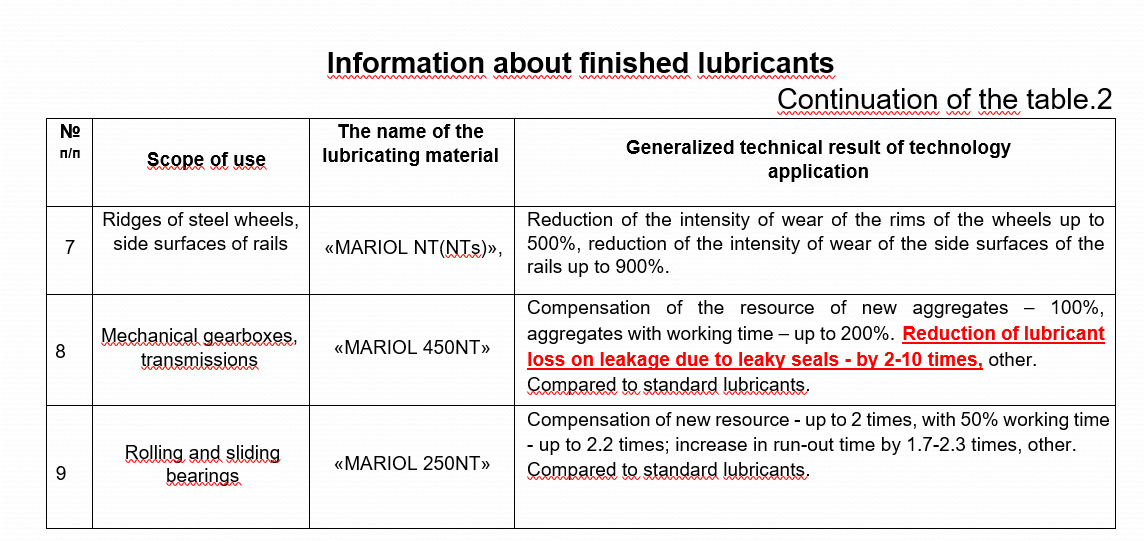 Information about finished lubricants
Continuation of the table.2
№
п/п
Scope of use
The name of the
lubricating material
Generalized technical result of technology
application
7
Ridges of steel wheels,
side surfaces of rails
«MARIOL NT(NTs)»,
Reduction of the intensity of wear of the rims of the wheels up to
500%, reduction of the intensity of wear of the side surfaces of the
rails up to 900%.
8
Mechanical gearboxes,
transmissions
«MARIOL 450NT»
Compensation of the resource of new aggregates – 100%,
aggregates with working time – up to 200%. Reduction of lubricant
loss on leakage due to leaky seals - by 2-10 times, other.
Compared to standard lubricants.
9
Rolling and sliding
bearings
«MARIOL 250NT»
Compensation of new resource - up to 2 times, with 50% working time
- up to 2.2 times; increase in run-out time by 1.7-2.3 times, other.
Compared to standard lubricants.